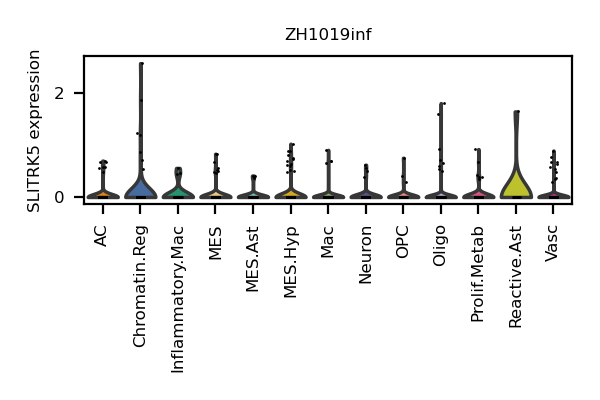 ZH1019inf
SLITRK5 expression
2
0
AC
Chromatin.Reg
Inflammatory.Mac
MES
MES.Ast
MES.Hyp
Mac
Neuron
OPC
Oligo
Prolif.Metab
Reactive.Ast
Vasc